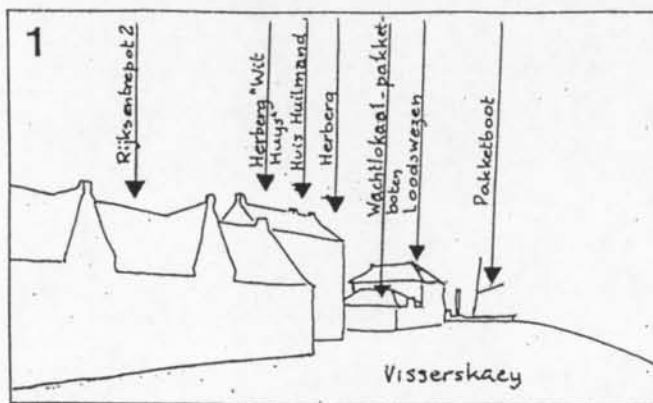 1
Rijksentrepot 2
Herberg "Wit
Huys"
Huis Huilmand
Herberg
Wachtlokaal-pakket-
boten
Loodswezen
Pakketboot
Visserskaey